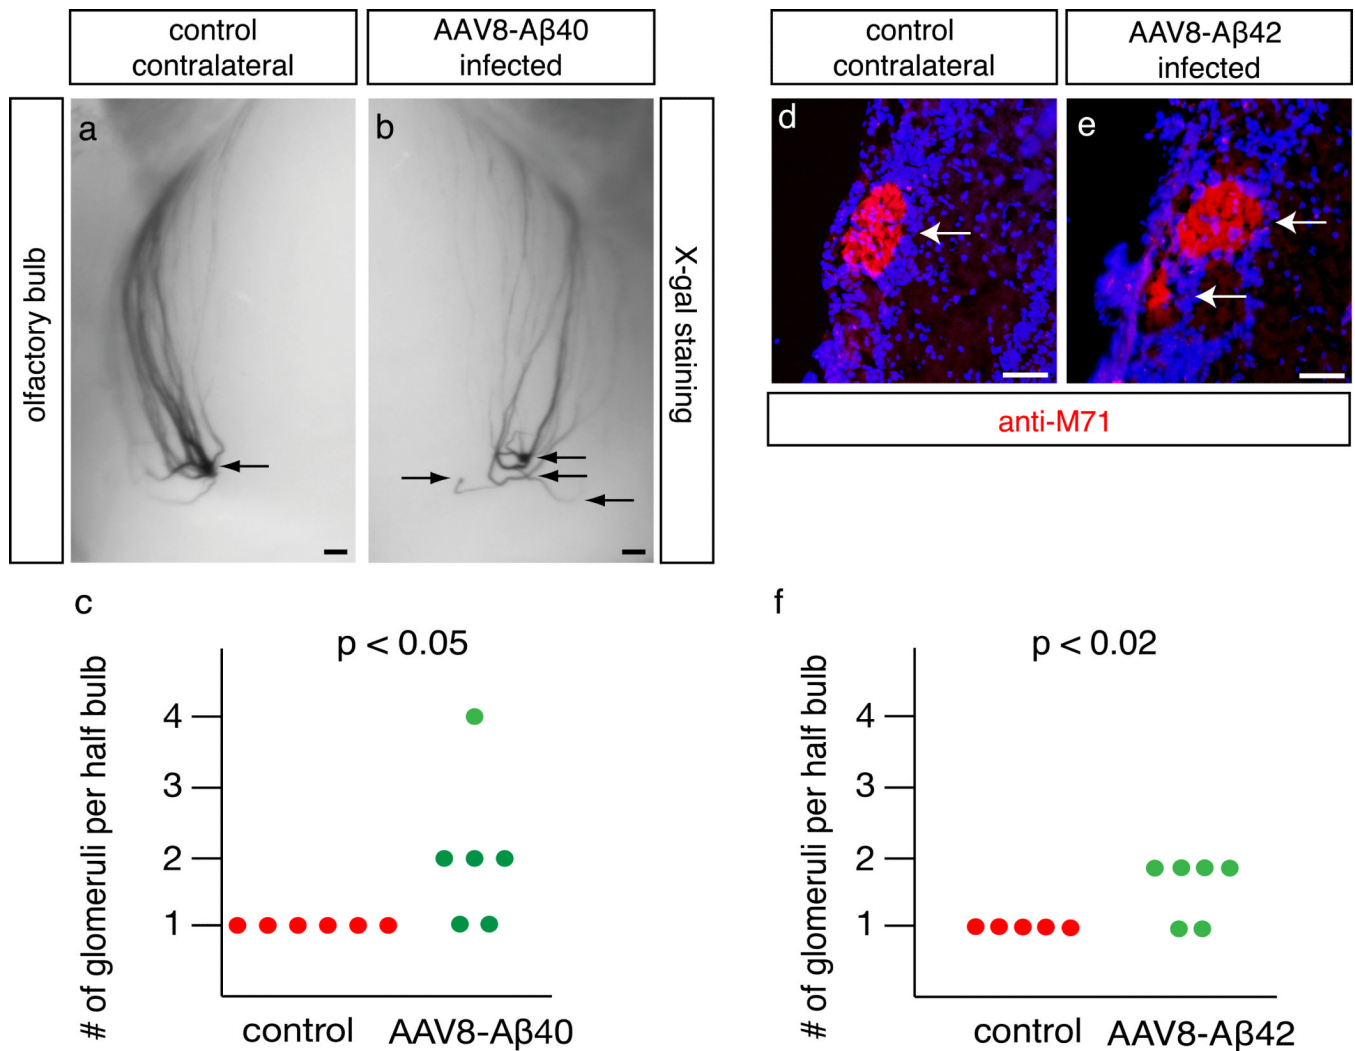 control
contralateral
AAV8-Aβ40
infected
control
contralateral
AAV8-Aβ42
infected
olfactory bulb
a
b
X-gal staining
d
e
anti-M71
c
p < 0.05
# of glomeruli per half bulb
4
3
2
1
control
AAV8-Aβ40
f
p < 0.02
# of glomeruli per half bulb
4
3
2
1
control
AAV8-Aβ42